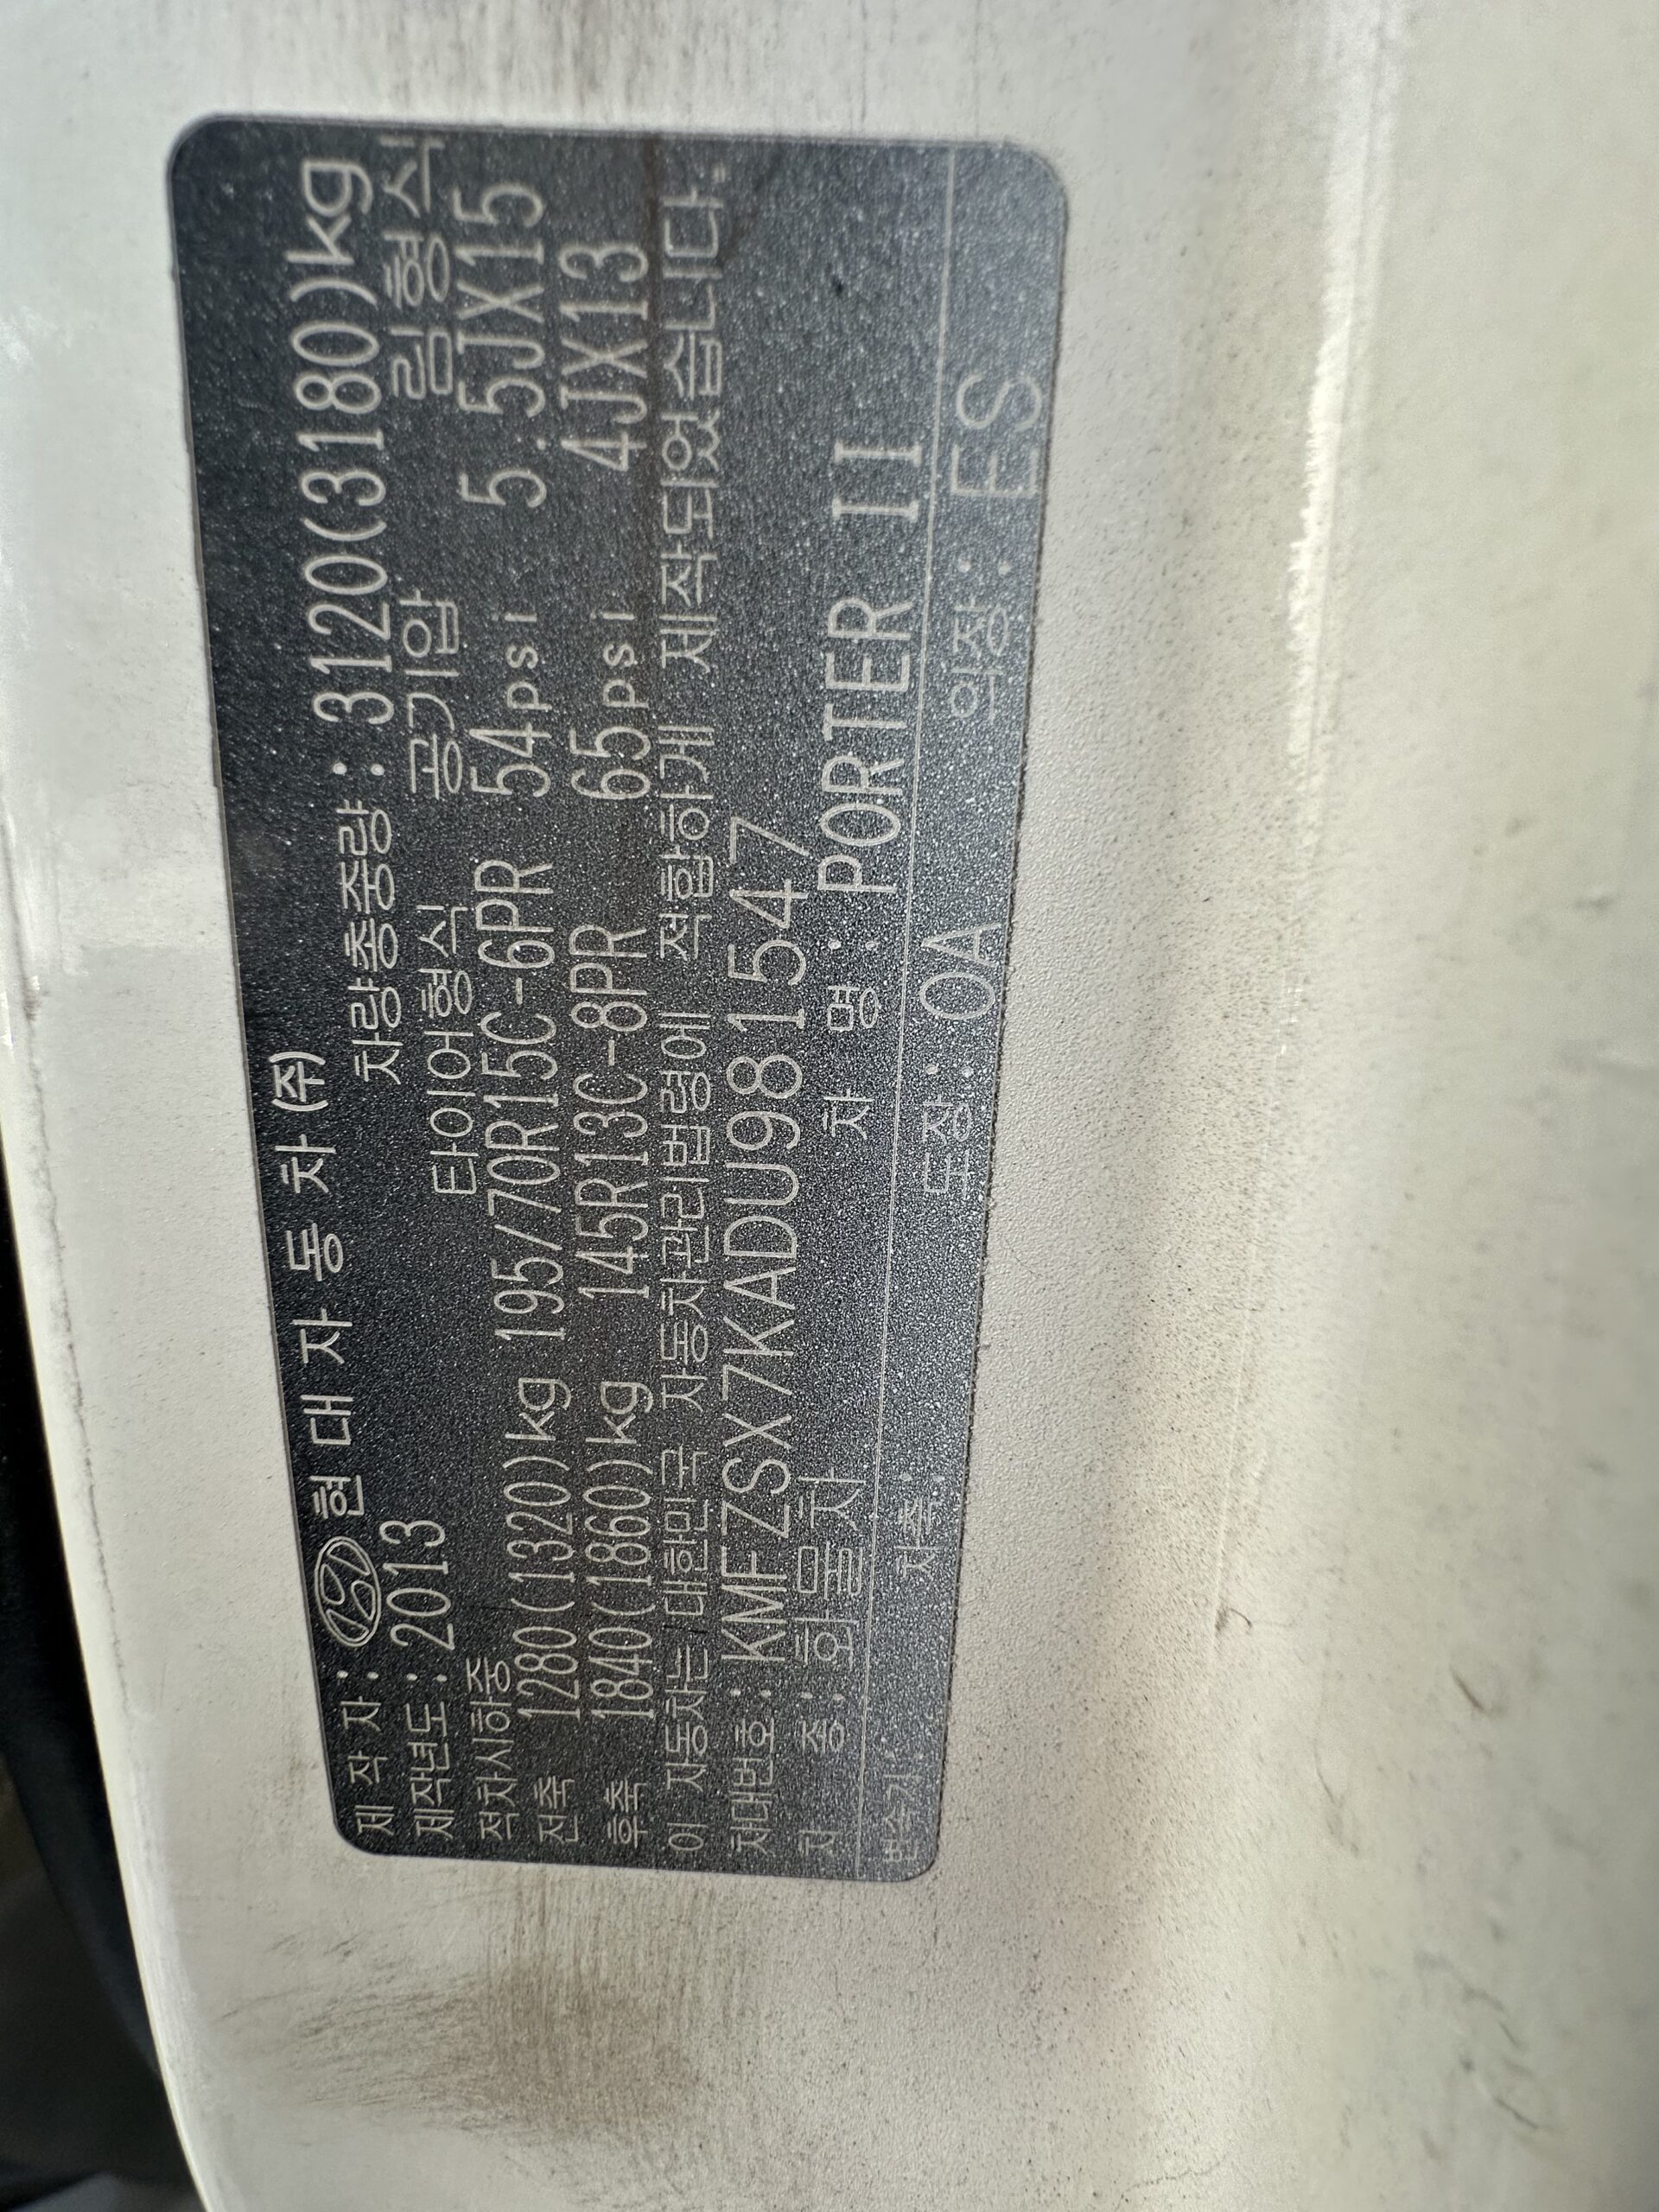 제 작 자 : 현 대 자 동 차 (주)
제작년도 : 2013 차량총중량 : 3120(3180)kg
적차시하중 타이어형식 공기압 림형식
전축 1280(1320)kg 195/70R15C-6PR 54psi 5.5JX15
후축 1840(1860)kg 145R13C-8PR 65psi 4JX13
이 자동차는 대한민국 자동차관리법령에 적합하게 제작되었습니다.
차대번호 : KMFZSX7KADU981547
차 종 : 화물차 차 명 : PORTER II
변속기 : 차축 : 도장 : OA 의장 : ES